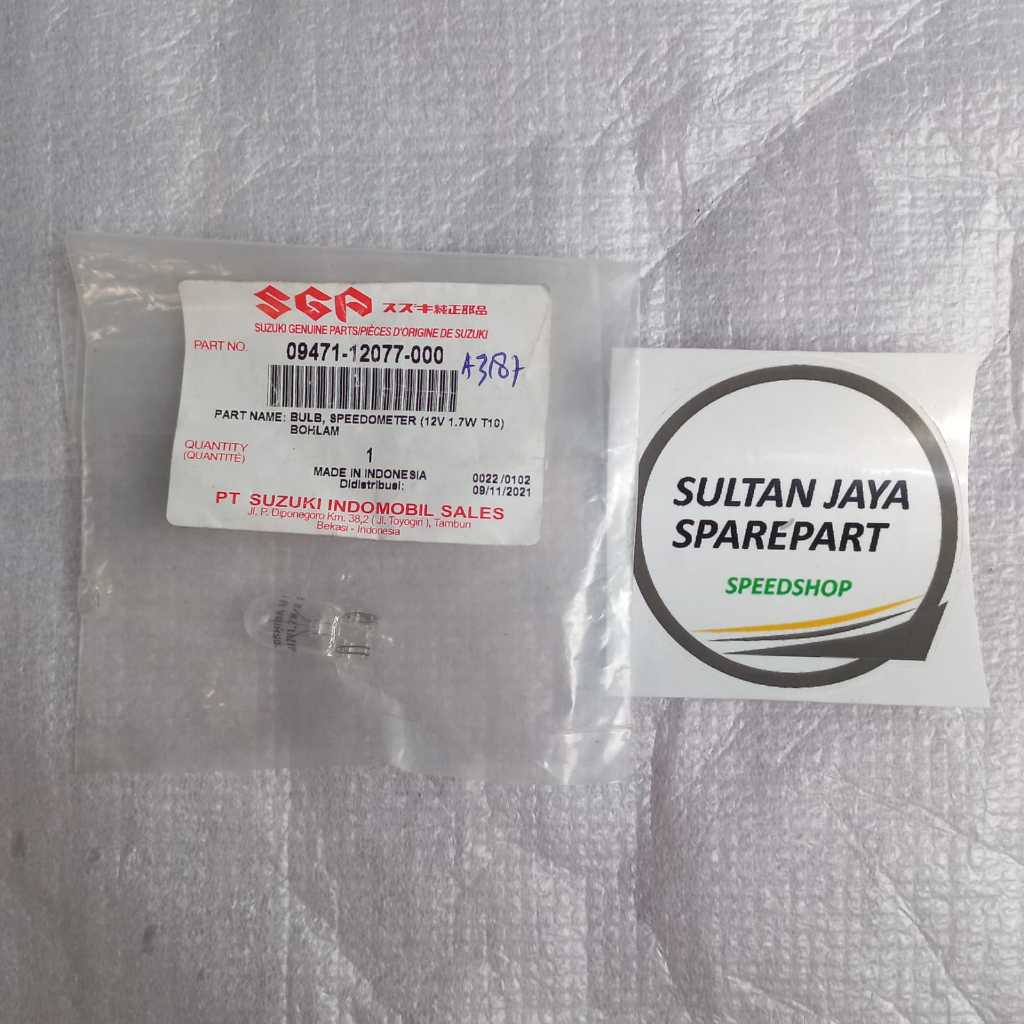 SGP スズキ純正部品
SUZUKI GENUINE PARTS/PIÈCES D'ORIGINE DE SUZUKI
PART NO. 09471-12077-000
A3187
PART NAME: BULB, SPEEDOMETER (12V 1.7W T10)
BOHLAM
QUANTITY 1
(QUANTITÉ)
MADE IN INDONESIA 0022 /0102
Didistribusi: 09/11/2021
PT SUZUKI INDOMOBIL SALES
Jl. P. Diponegoro Km. 38,2 ( Jl. Toyogiri ), Tambun
Bekasi - Indonesia
SULTAN JAYA
SPAREPART
SPEEDSHOP